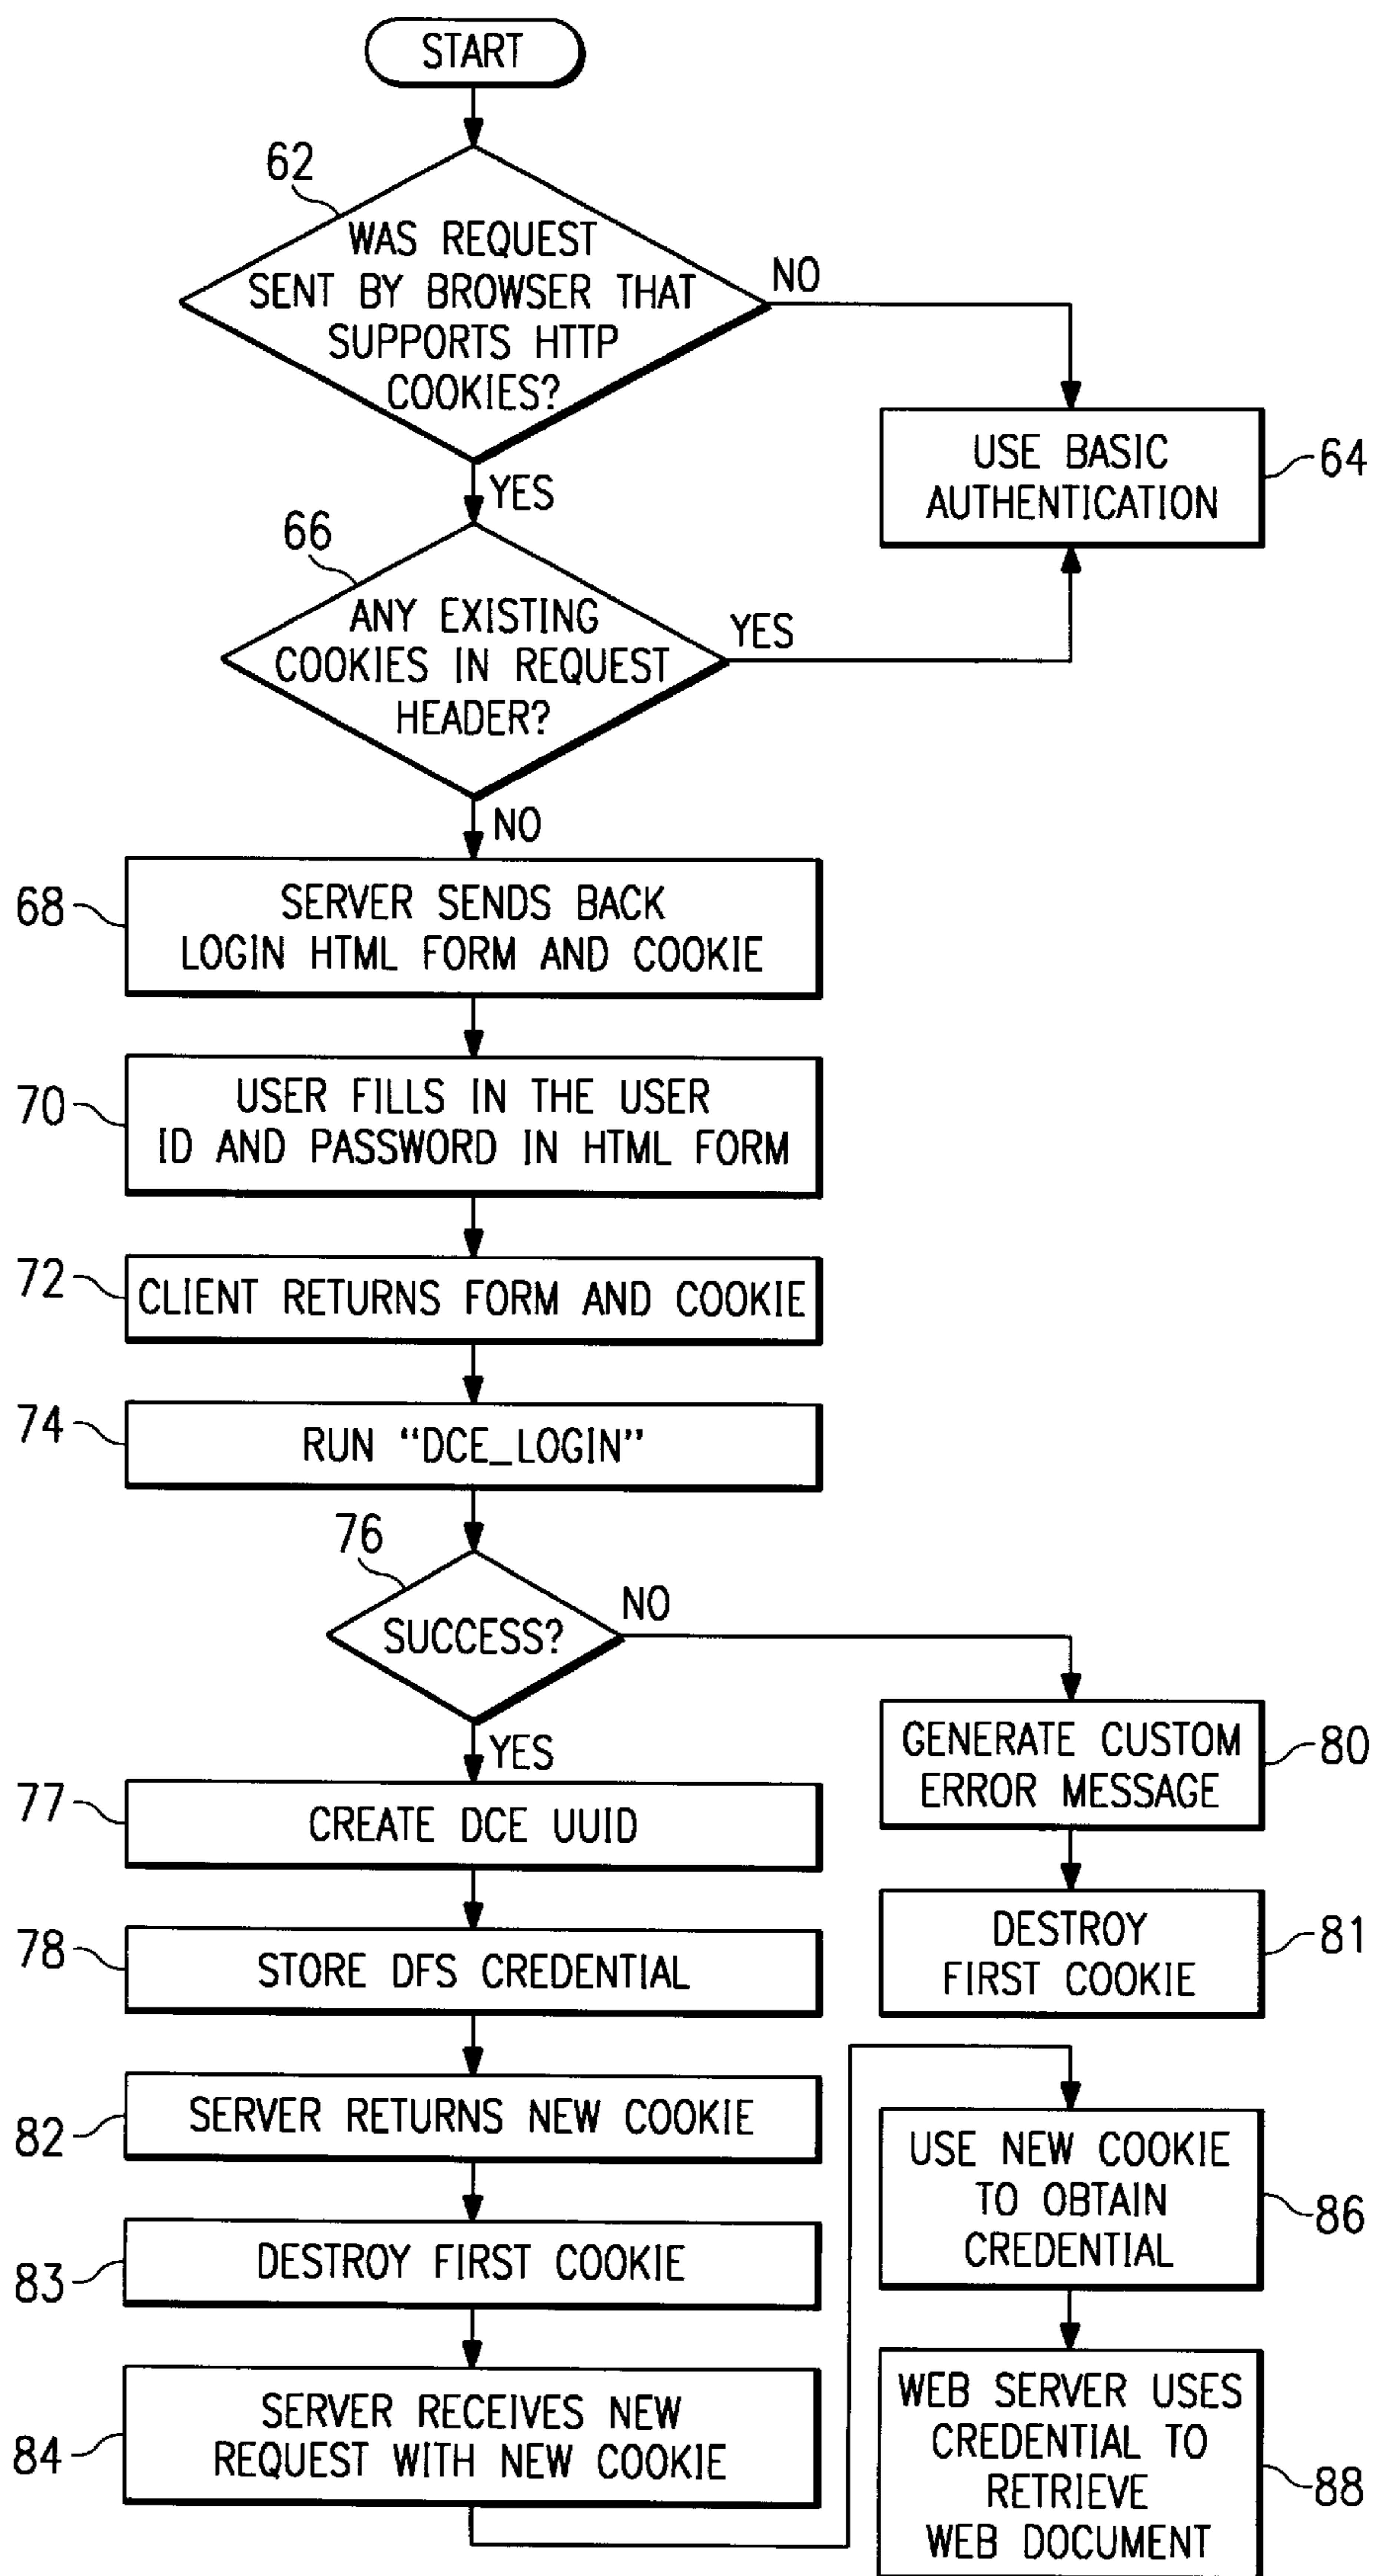 START
62
WAS REQUEST
SENT BY BROWSER THAT
SUPPORTS HTTP
COOKIES?
NO
YES
USE BASIC
AUTHENTICATION
64
66
ANY EXISTING
COOKIES IN REQUEST
HEADER?
YES
NO
68
SERVER SENDS BACK
LOGIN HTML FORM AND COOKIE
70
USER FILLS IN THE USER
ID AND PASSWORD IN HTML FORM
72
CLIENT RETURNS FORM AND COOKIE
74
RUN “DCE_LOGIN”
76
SUCCESS?
NO
YES
GENERATE CUSTOM
ERROR MESSAGE
80
DESTROY
FIRST COOKIE
81
77
CREATE DCE UUID
78
STORE DFS CREDENTIAL
82
SERVER RETURNS NEW COOKIE
83
DESTROY FIRST COOKIE
84
SERVER RECEIVES NEW
REQUEST WITH NEW COOKIE
USE NEW COOKIE
TO OBTAIN
CREDENTIAL
86
WEB SERVER USES
CREDENTIAL TO
RETRIEVE
WEB DOCUMENT
88